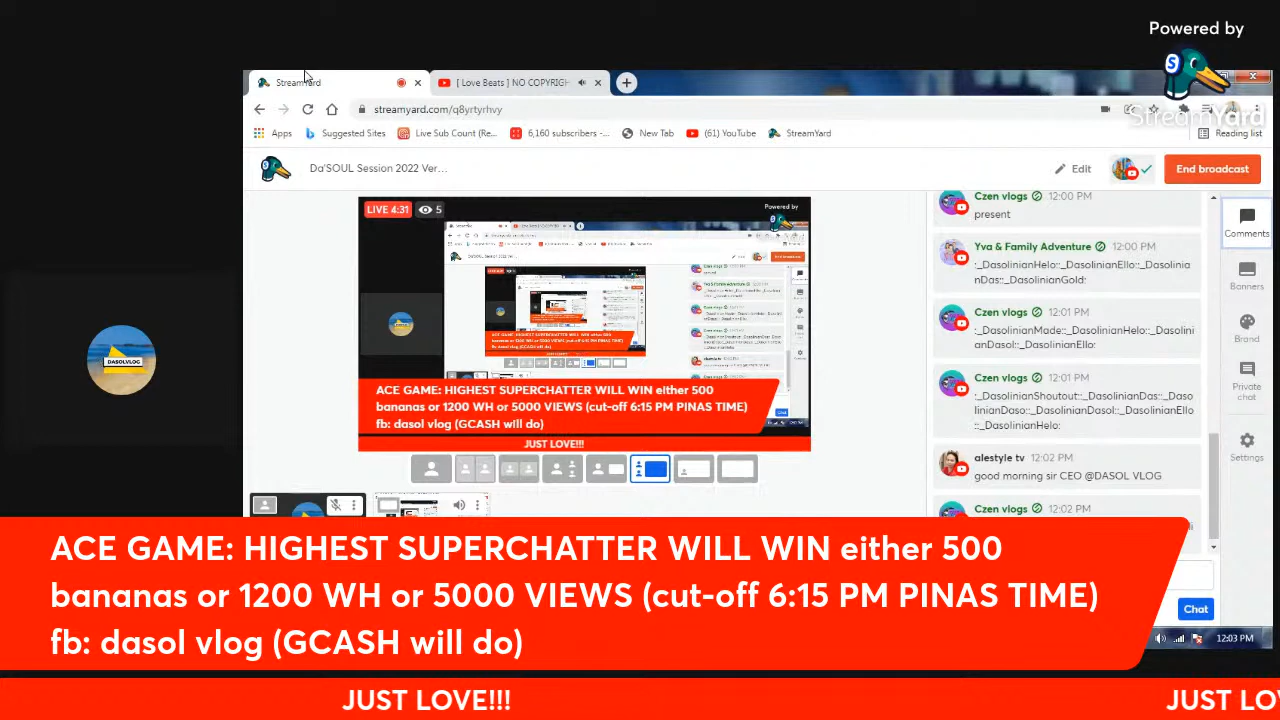 Powered by
StreamYard
StreamYard
[ Love Beats ] NO COPYRIGH
streamyard.com/q8yrtyrhvy
Apps
Suggested Sites
Live Sub Count (Re...
6,160 subscribers -...
New Tab
(61) YouTube
StreamYard
Reading list
Da'SOUL Session 2022 Ver...
Edit
End broadcast
LIVE 4:31
5
Powered by
ACE GAME: HIGHEST SUPERCHATTER WILL WIN either 500
bananas or 1200 WH or 5000 VIEWS (cut-off 6:15 PM PINAS TIME)
fb: dasol vlog (GCASH will do)
JUST LOVE!!!
Czen vlogs 12:00 PM
present
Yva & Family Adventure 12:00 PM
:_DasolinianHelo::_DasolinianEllo::_Dasolinia
nDas::_DasolinianGold:
Czen vlogs 12:01 PM
:_DasolinianMade::_DasolinianHelo::_Dasolini
anDasol::_DasolinianEllo:
Czen vlogs 12:01 PM
:_DasolinianShoutout::_DasolinianDas::_Daso
linianDaso::_DasolinianDasol::_DasolinianEllo
::_DasolinianHelo:
alestyle tv 12:02 PM
good morning sir CEO @DASOL VLOG
Czen vlogs 12:02 PM
Comments
Banners
Brand
Private
chat
Settings
Chat
12:03 PM
DASOLVLOG
ACE GAME: HIGHEST SUPERCHATTER WILL WIN either 500
bananas or 1200 WH or 5000 VIEWS (cut-off 6:15 PM PINAS TIME)
fb: dasol vlog (GCASH will do)
JUST LOVE!!!
JUST LO